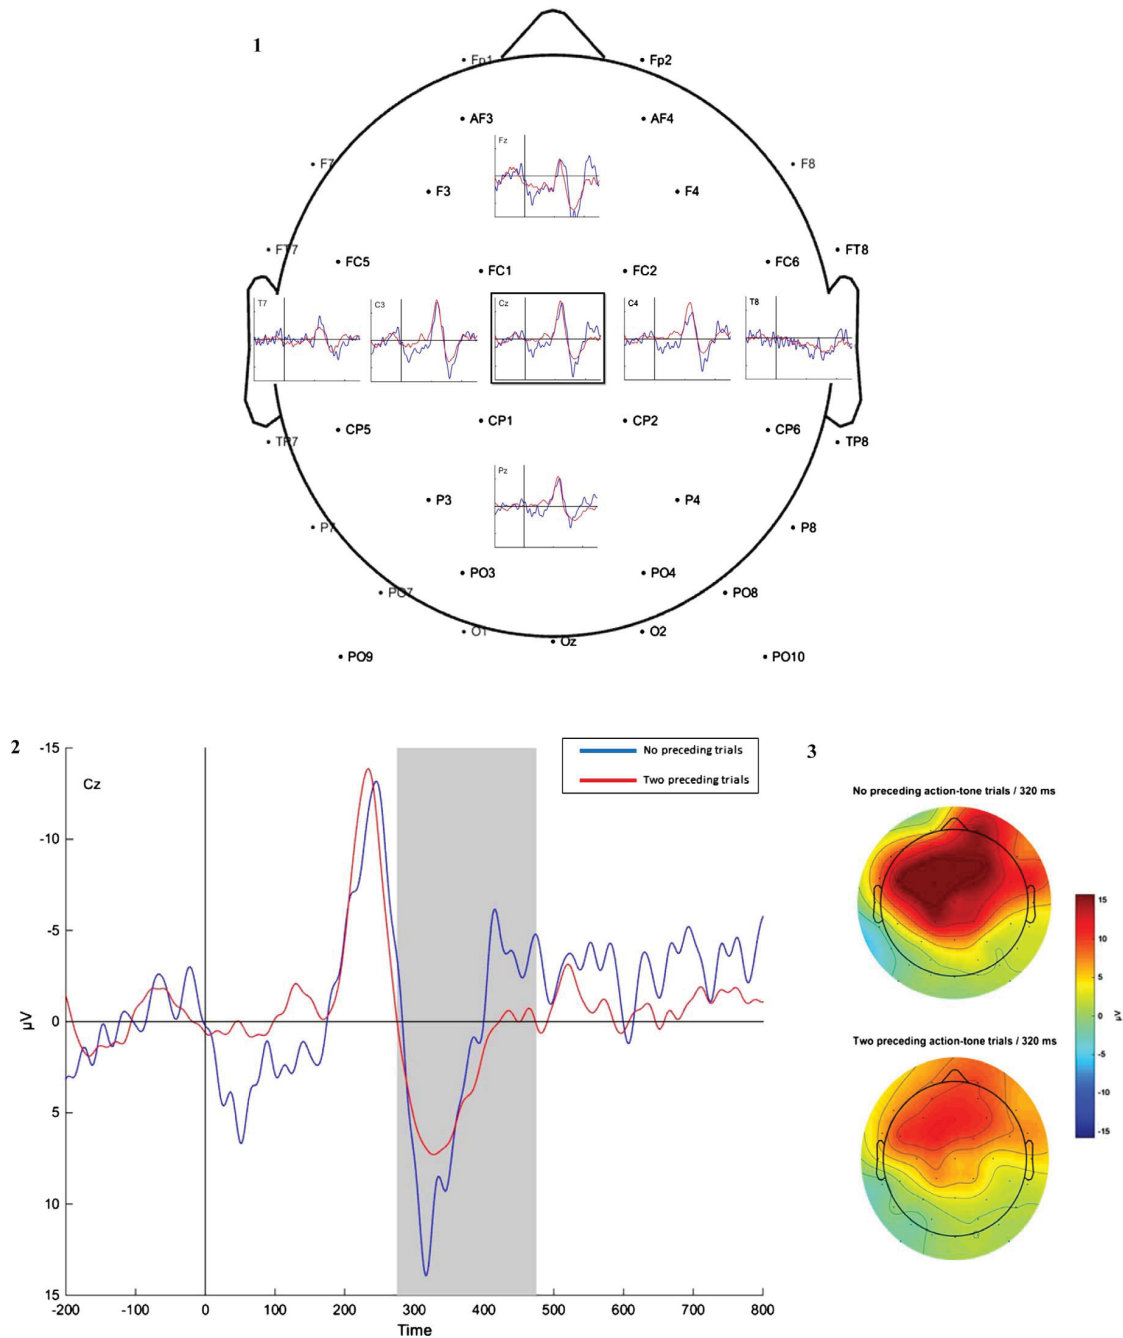 1
Fp1 Fp2
AF3 AF4
Fz
F7 F8
F3 F4
FT7 FT8
FC5 FC6
FC1 FC2
T7 C3 Cz C4 T8
CP1 CP2
CP5 CP6
TP7 TP8
Pz
P3 P4
P7 P8
PO3 PO4
PO7 PO8
O1 O2
Oz
PO9 PO10
2
-15
-10
-5
0
5
10
15
µV
Cz
No preceding trials
Two preceding trials
-200 -100 0 100 200 300 400 500 600 700 800
Time
3
No preceding action-tone trials / 320 ms
15
10
5
0
-5
-10
-15
µV
Two preceding action-tone trials / 320 ms